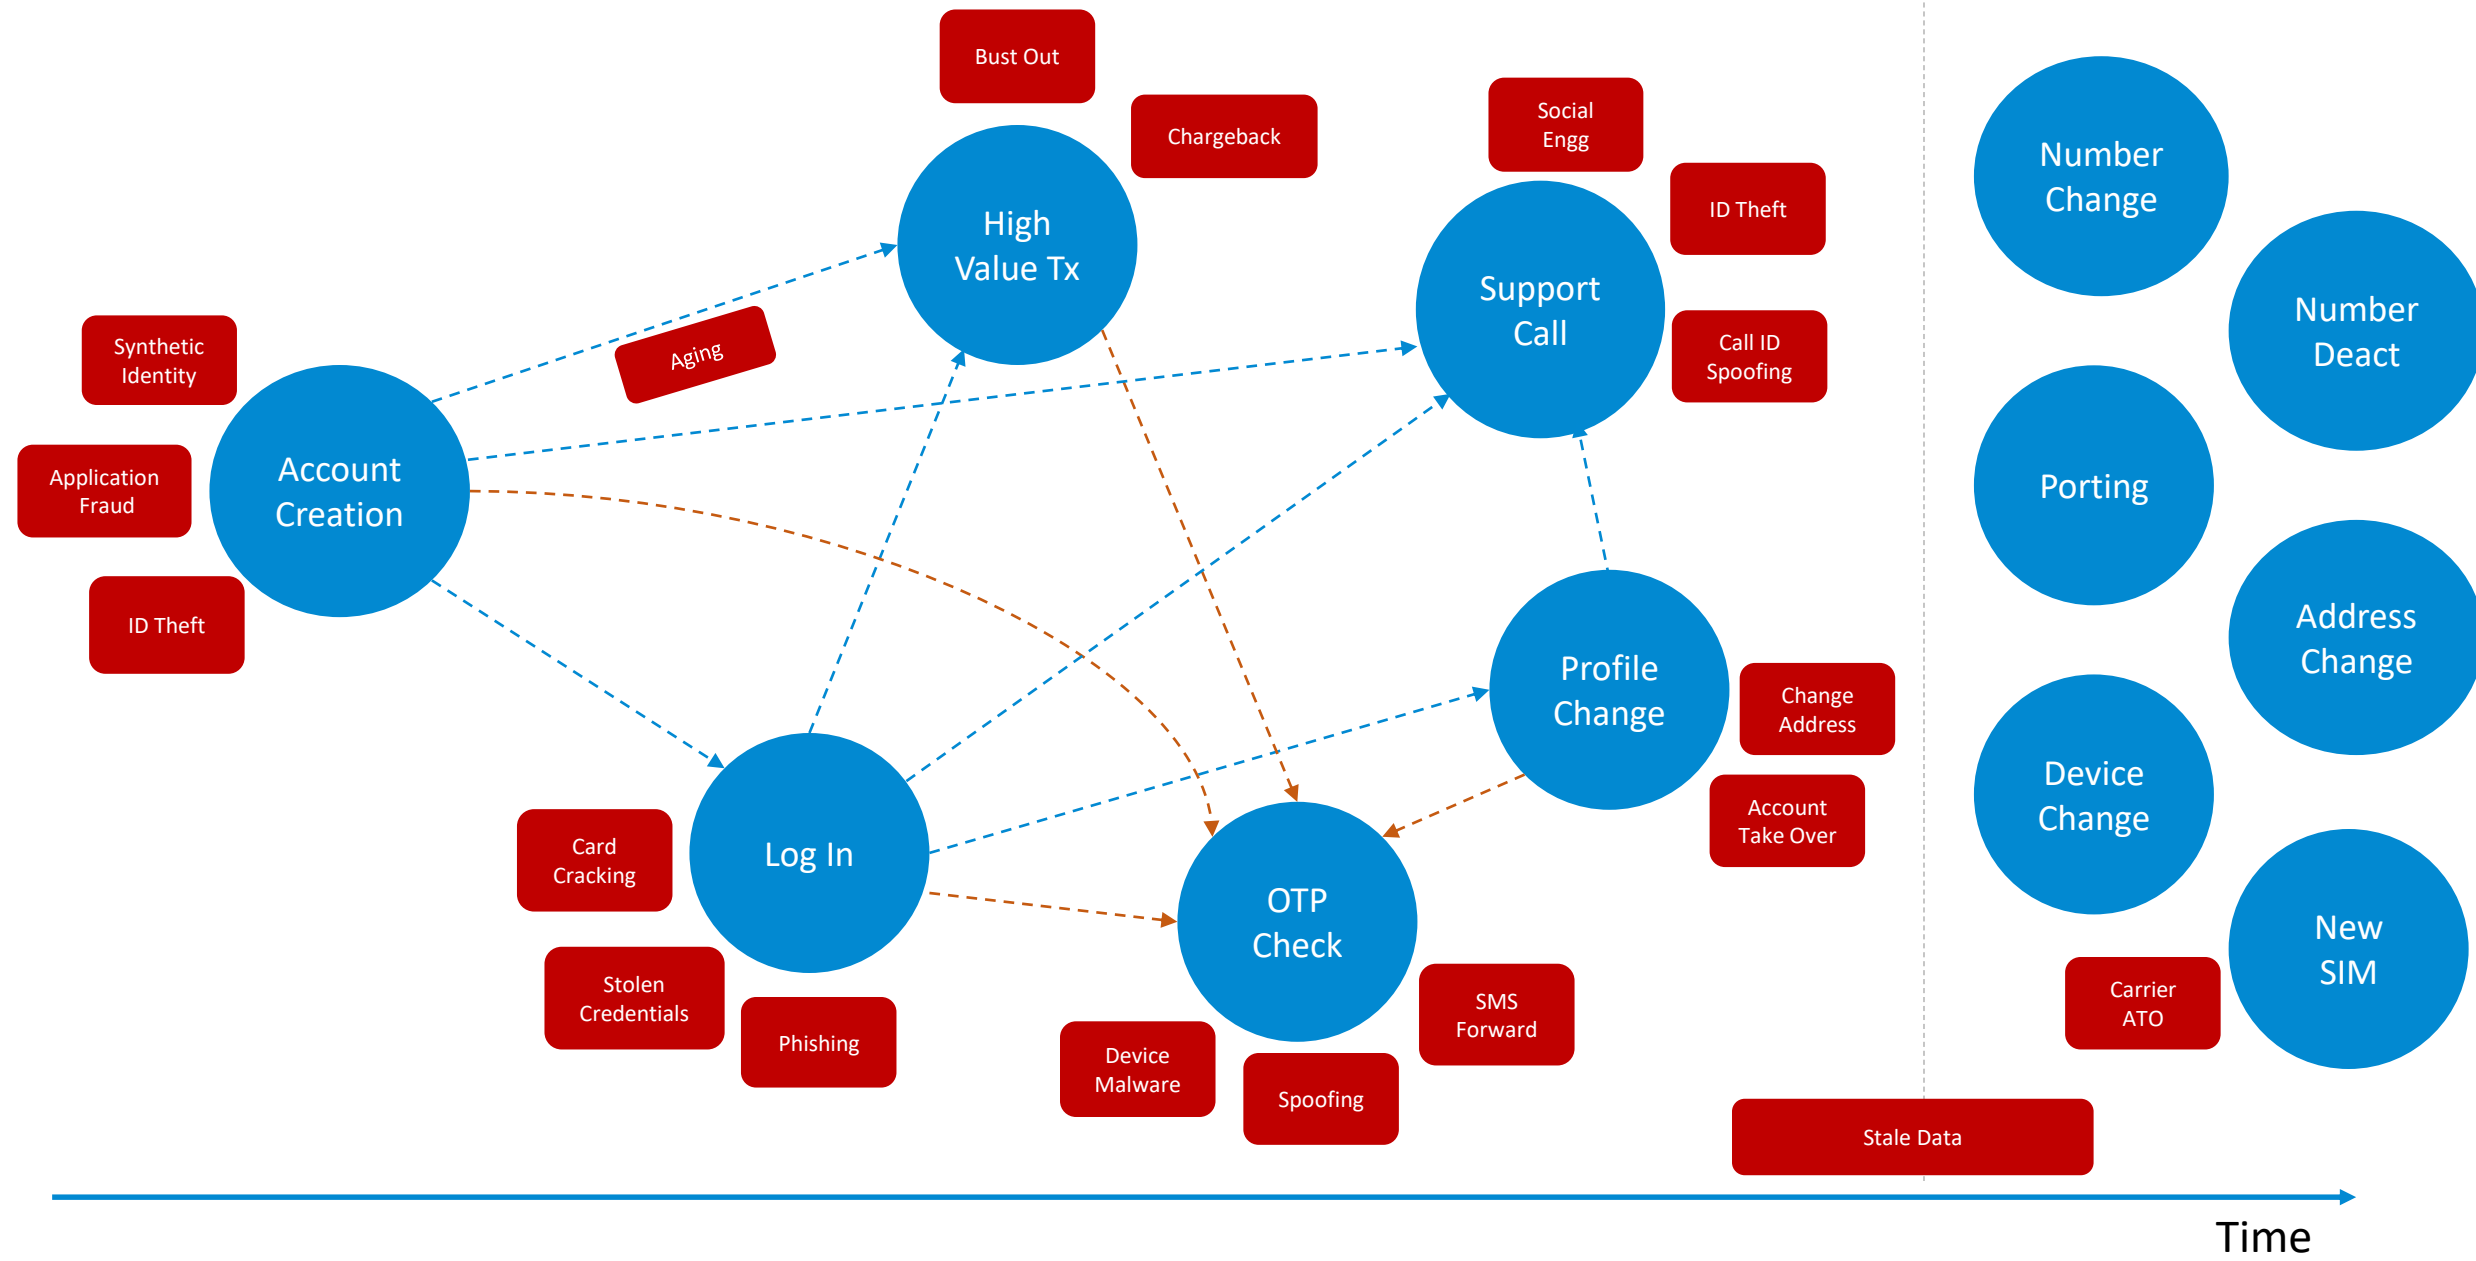 Bust Out
Chargeback
High
Value Tx
Social
Engg
ID Theft
Support
Call
Call ID
Spoofing
Synthetic
Identity
Aging
Application
Fraud
Account
Creation
ID Theft
Profile
Change
Change
Address
Account
Take Over
Card
Cracking
Log In
Stolen
Credentials
Phishing
OTP
Check
SMS
Forward
Device
Malware
Spoofing
Number
Change
Number
Deact
Porting
Address
Change
Device
Change
New
SIM
Carrier
ATO
Stale Data
Time